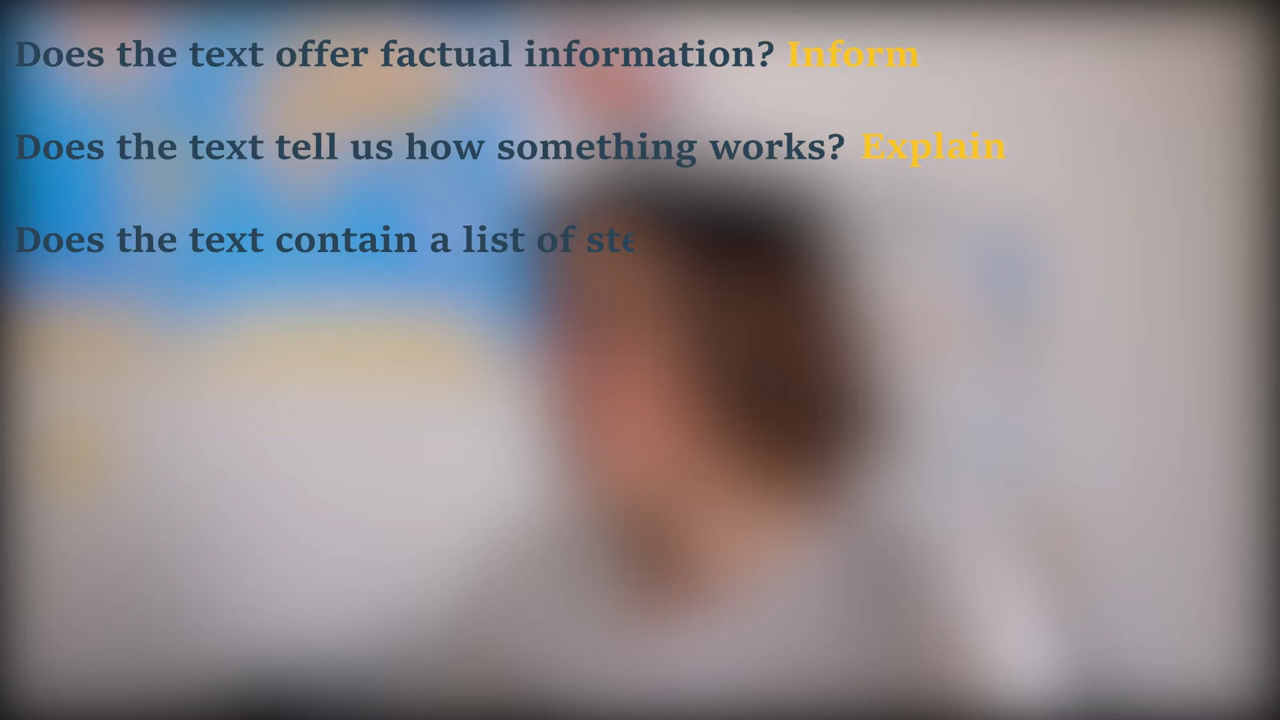 Does the text offer factual information? Inform
Does the text tell us how something works? Explain
Does the text contain a list of